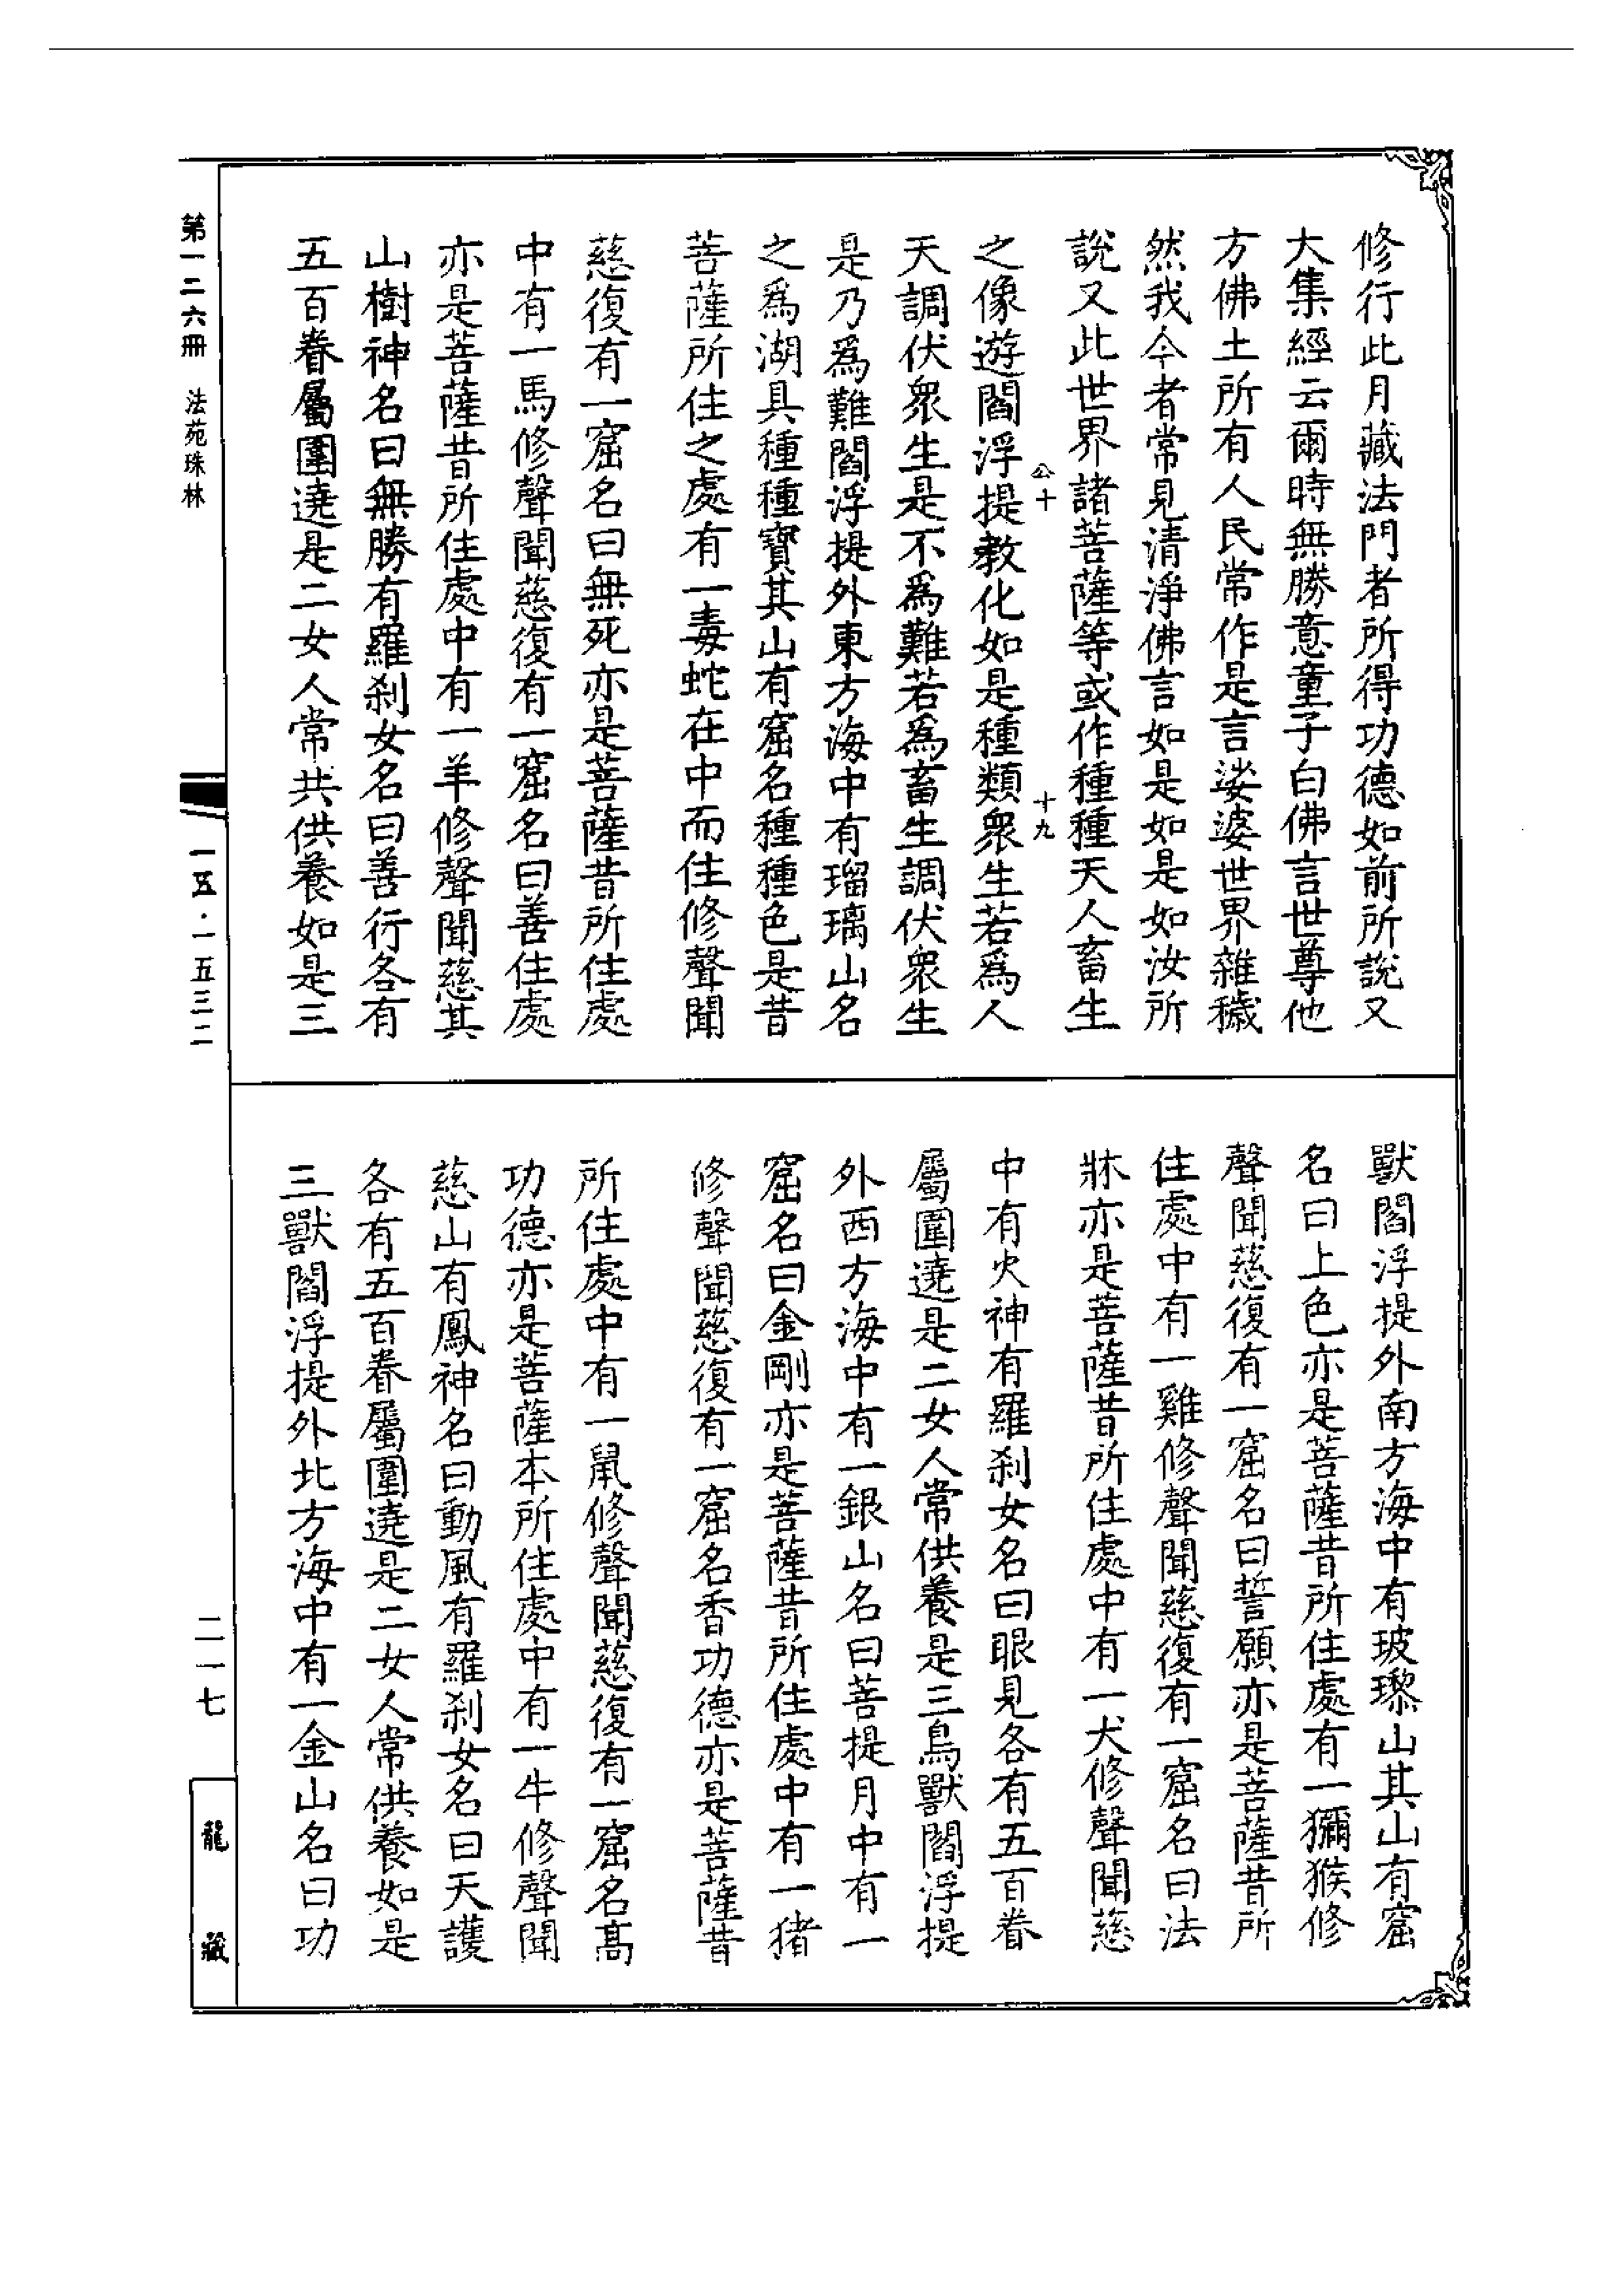 修行此月藏法門者所得功德如前所說又
大集經云爾時無勝意童子白佛言世尊他
方佛土所有人民常作是言娑婆世界雜穢
然我今者常見清淨佛言如是如是如汝所
說又此世界諸菩薩等或作種種天人畜生
公十
十九
之像遊閻浮提教化如是種類衆生若爲人
天調伏衆生是不爲難若爲畜生調伏衆生
是乃爲難閻浮提外東方海中有瑠璃山名
之爲湖具種種寶其山有窟名種種色是昔
菩薩所住之處有一毒蛇在中而住修聲聞
慈復有一窟名曰無死亦是菩薩昔所住處
中有一馬修聲聞慈復有一窟名曰善住處
亦是菩薩昔所住處中有一羊修聲聞慈其
山樹神名曰無勝有羅剎女名曰善行各有
五百眷屬圍遶是二女人常共供養如是三
獸閻浮提外南方海中有玻瓈山其山有窟
名曰上色亦是菩薩昔所住處有一獼猴修
聲聞慈復有一窟名曰誓願亦是菩薩昔所
住處中有一雞修聲聞慈復有一窟名曰法
牀亦是菩薩昔所住處中有一犬修聲聞慈
中有火神有羅剎女名曰眼見各有五百眷
屬圍遶是二女人常供養是三鳥獸閻浮提
外西方海中有一銀山名曰菩提月中有一
窟名曰金剛亦是菩薩昔所住處中有一猪
修聲聞慈復有一窟名香功德亦是菩薩昔
所住處中有一鼠修聲聞慈復有一窟名高
功德亦是菩薩本所住處中有一牛修聲聞
慈山有鳳神名曰動風有羅剎女名曰天護
各有五百眷屬圍遶是二女人常供養如是
三獸閻浮提外北方海中有一金山名曰功
第一二六冊 法苑珠林
一五·一五三二
二一七
龍藏